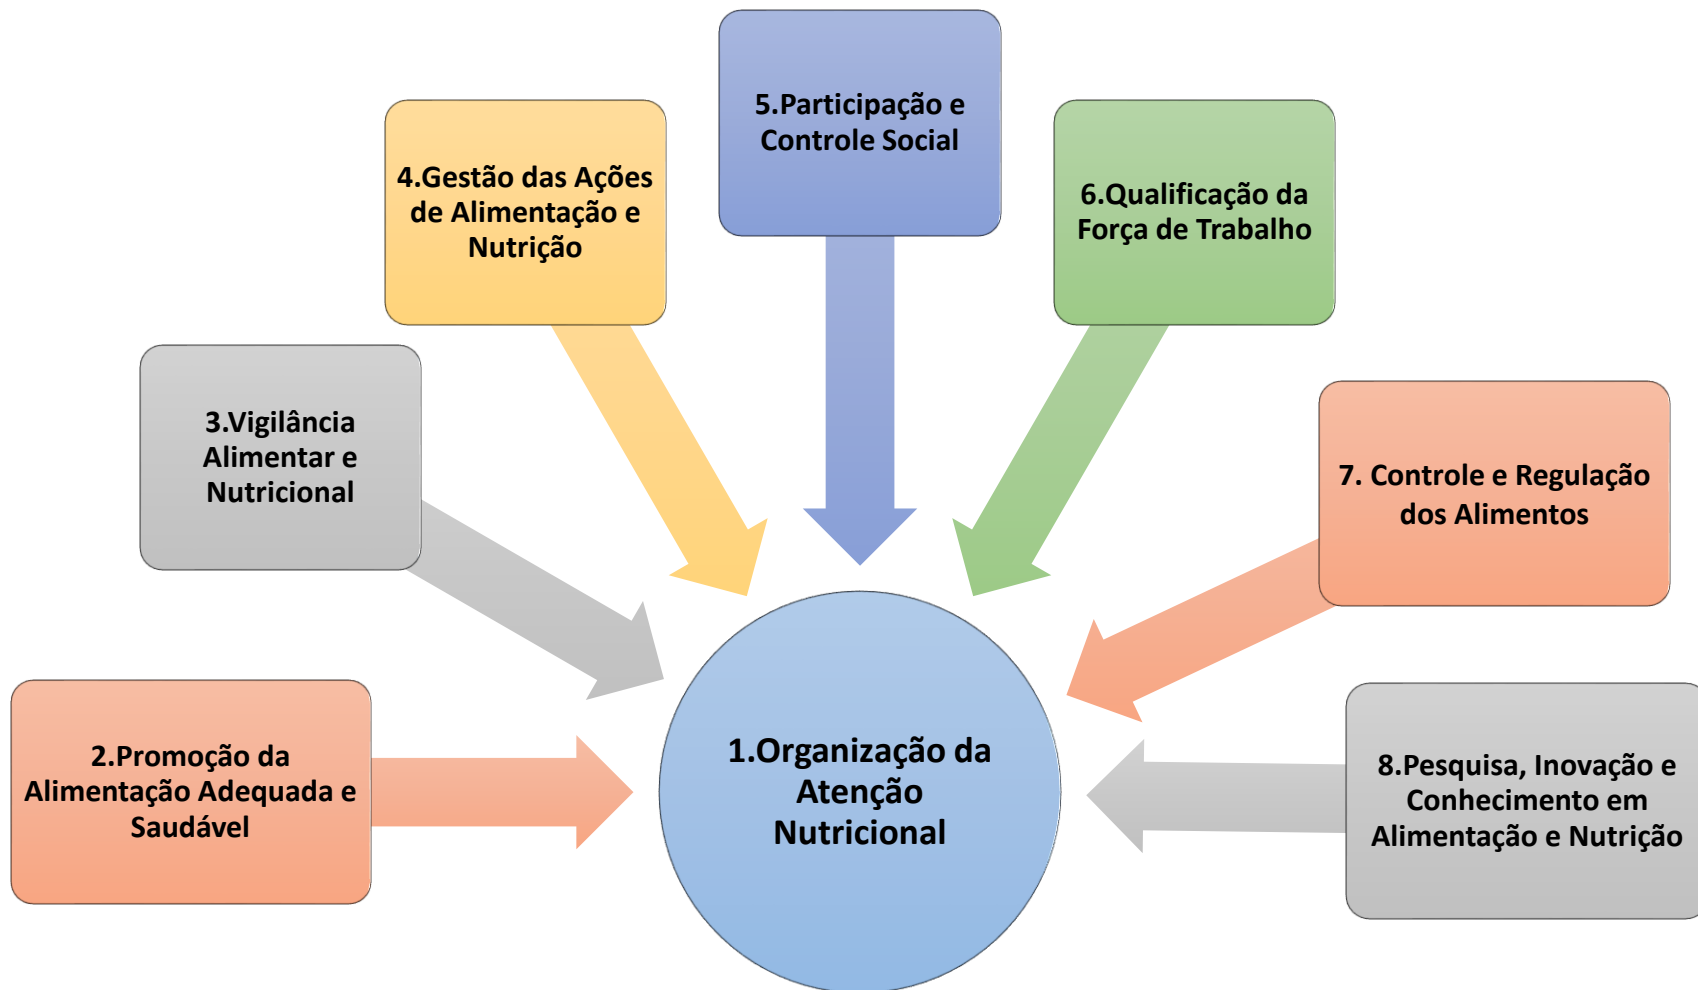 5.Participação e
Controle Social
4.Gestão das Ações
de Alimentação e
Nutrição
6.Qualificação da
Força de Trabalho
3.Vigilância
Alimentar e
Nutricional
7. Controle e Regulação
dos Alimentos
2.Promoção da
Alimentação Adequada e
Saudável
1.Organização da
Atenção
Nutricional
8.Pesquisa, Inovação e
Conhecimento em
Alimentação e Nutrição